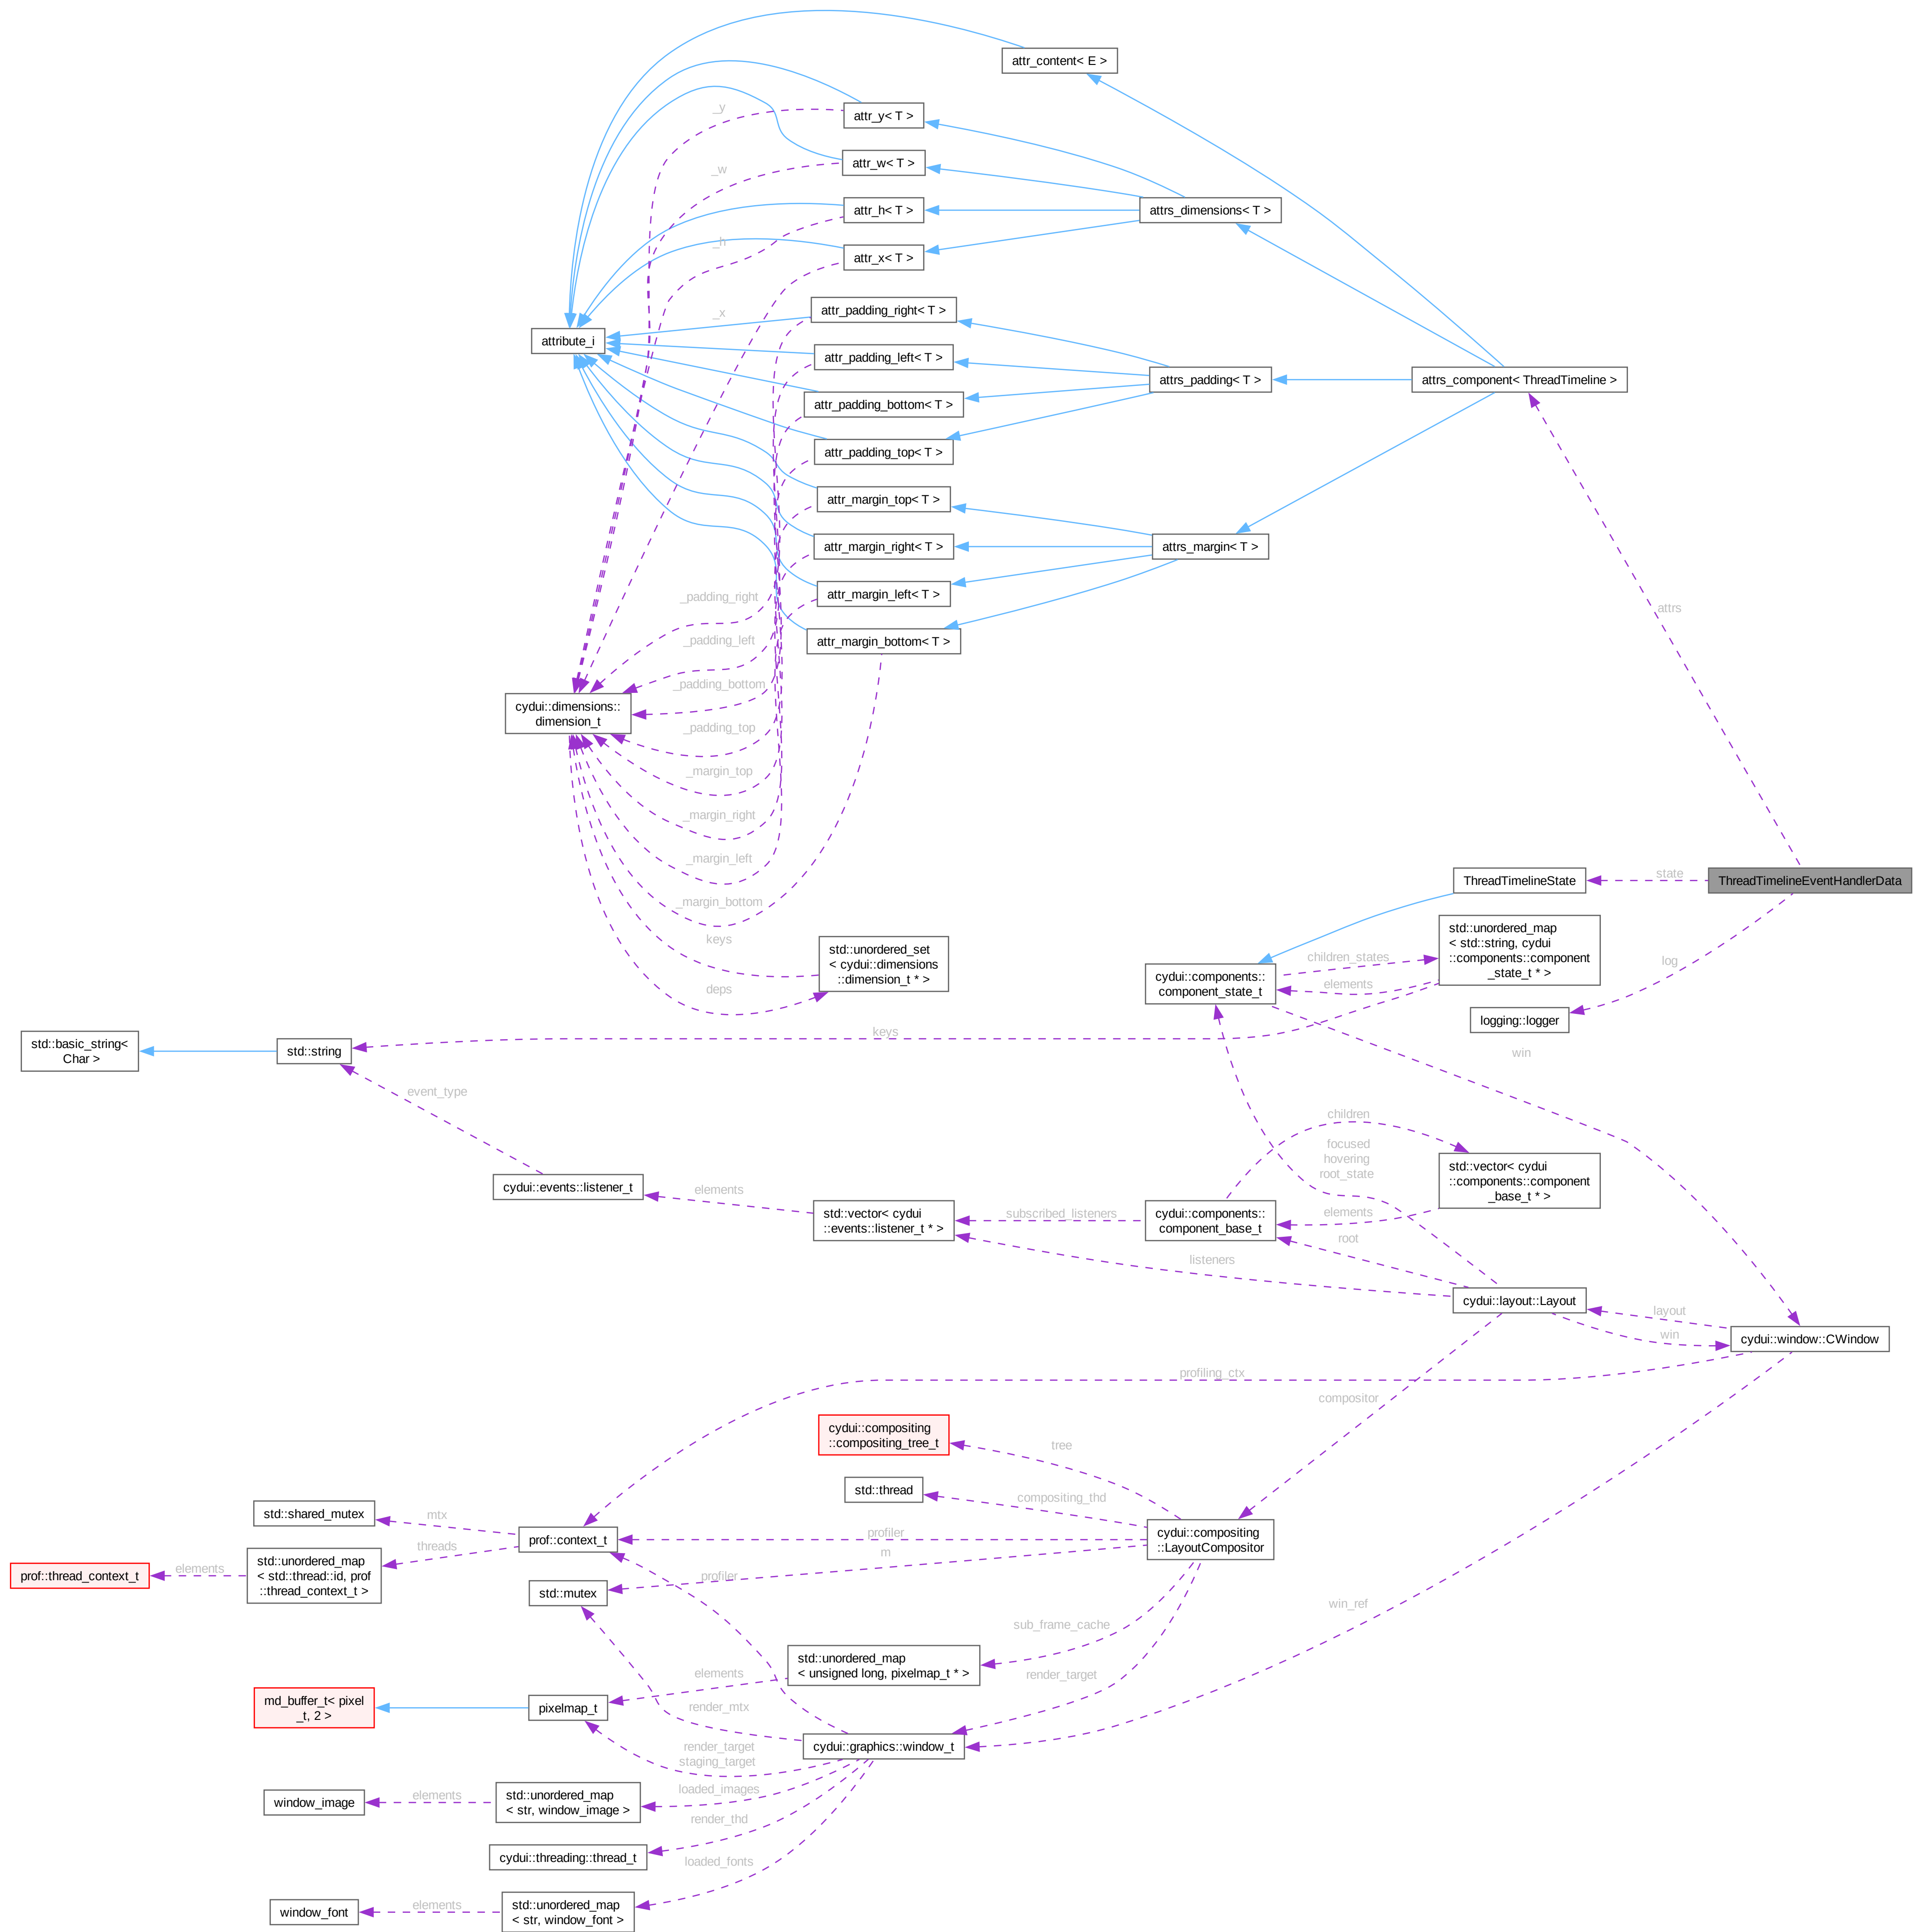 attr_content< E >
_y
attr_y< T >
attr_w< T >
_w
attr_h< T >
attrs_dimensions< T >
_h
attr_x< T >
attr_padding_right< T >
_x
attribute_i
attr_padding_left< T >
attrs_padding< T >
attrs_component< ThreadTimeline >
attr_padding_bottom< T >
attr_padding_top< T >
attr_margin_top< T >
attr_margin_right< T >
attrs_margin< T >
attr_margin_left< T >
_padding_right
attrs
_padding_left
attr_margin_bottom< T >
_padding_bottom
cydui::dimensions::
dimension_t
_padding_top
_margin_top
_margin_right
_margin_left
ThreadTimelineState
state
ThreadTimelineEventHandlerData
_margin_bottom
keys
deps
std::unordered_set
< cydui::dimensions
::dimension_t * >
children_states
elements
cydui::components::
component_state_t
std::unordered_map
< std::string, cydui
::components::component
_state_t * >
log
logging::logger
std::basic_string<
Char >
std::string
keys
win
event_type
children
focused
hovering
root_state
std::vector< cydui
::components::component
_base_t * >
cydui::events::listener_t
elements
std::vector< cydui
::events::listener_t * >
subscribed_listeners
cydui::components::
component_base_t
elements
root
listeners
cydui::layout::Layout
layout
win
cydui::window::CWindow
profiling_ctx
compositor
cydui::compositing
::compositing_tree_t
tree
std::thread
compositing_thd
std::shared_mutex
mtx
prof::context_t
profiler
cydui::compositing
::LayoutCompositor
threads
m
prof::thread_context_t
elements
std::unordered_map
< std::thread::id, prof
::thread_context_t >
std::mutex
profiler
win_ref
sub_frame_cache
std::unordered_map
< unsigned long, pixelmap_t * >
elements
render_target
md_buffer_t< pixel
_t, 2 >
pixelmap_t
render_mtx
cydui::graphics::window_t
render_target
staging_target
window_image
elements
std::unordered_map
< str, window_image >
loaded_images
render_thd
cydui::threading::thread_t
loaded_fonts
window_font
elements
std::unordered_map
< str, window_font >